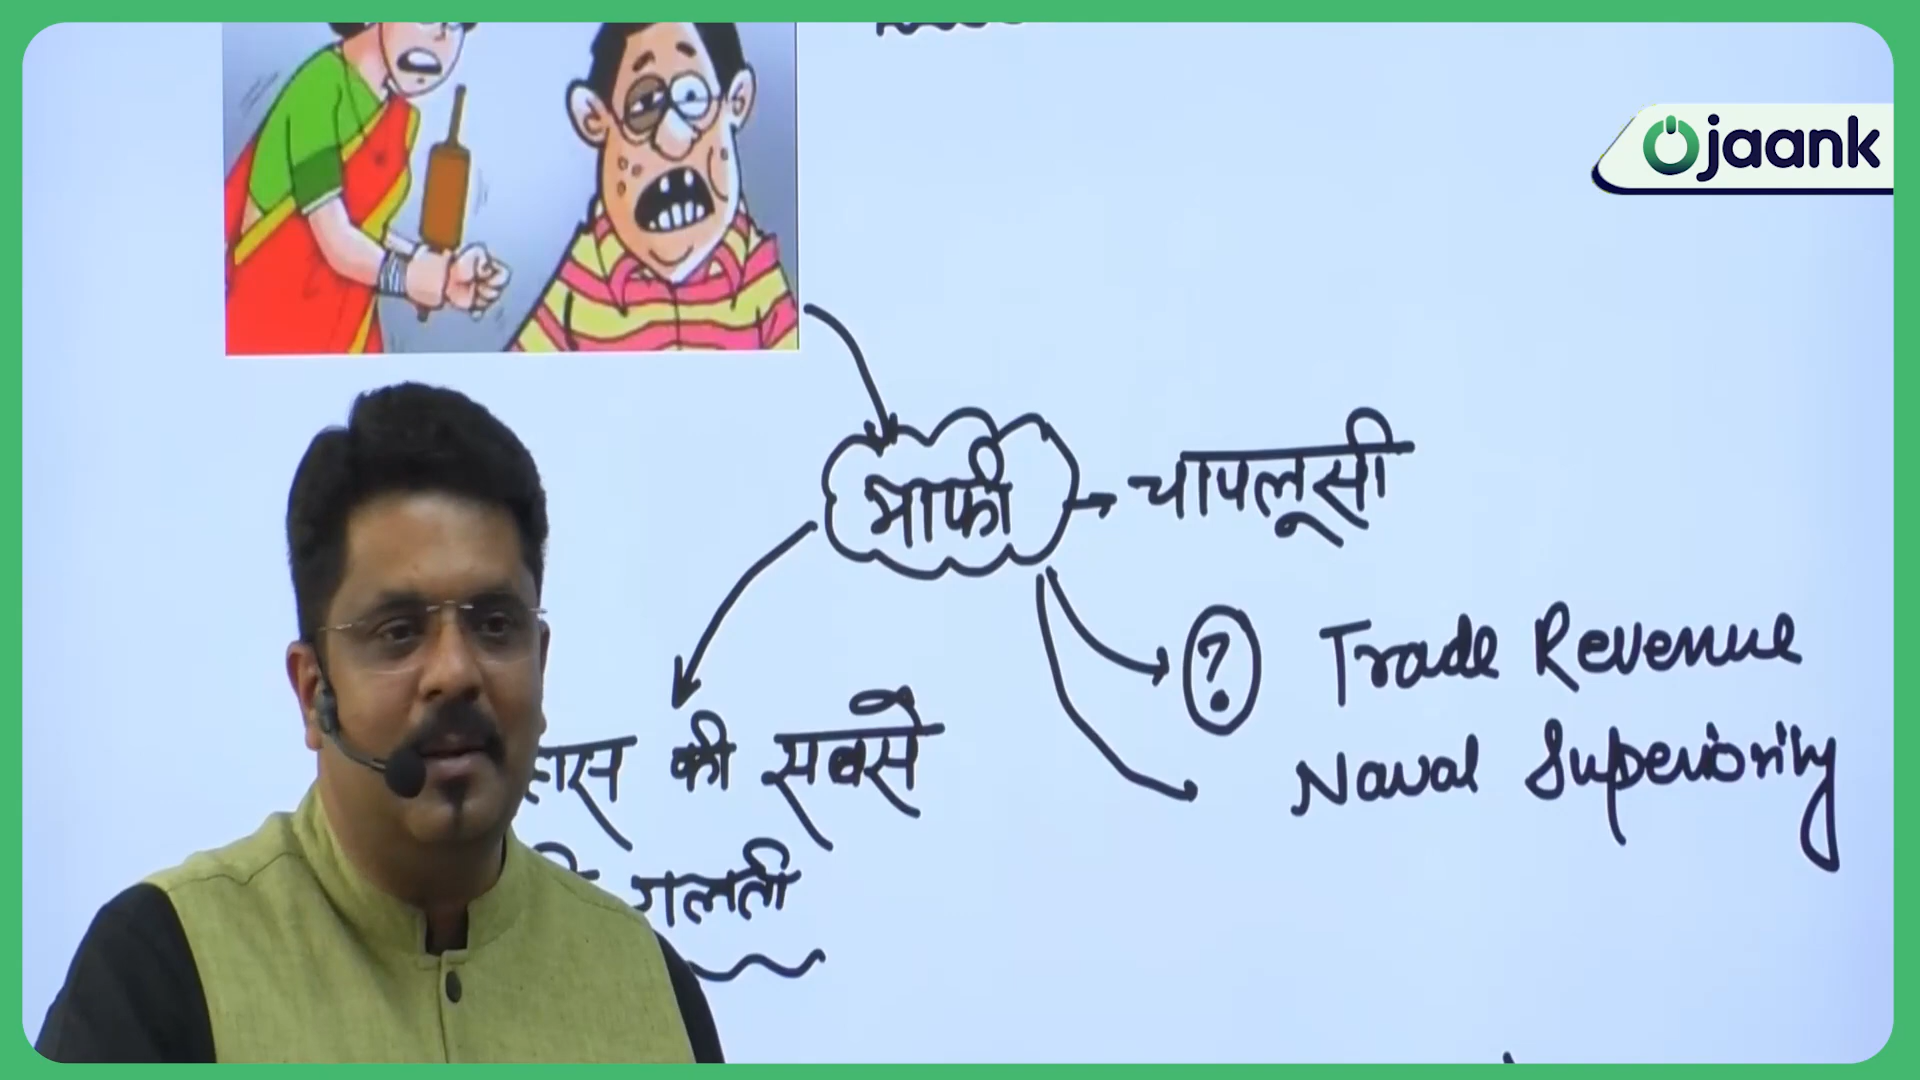 Ojaank
माफी → चापलूसी
? Trade Revenue
Naval Superiority
की सबसे
गलती